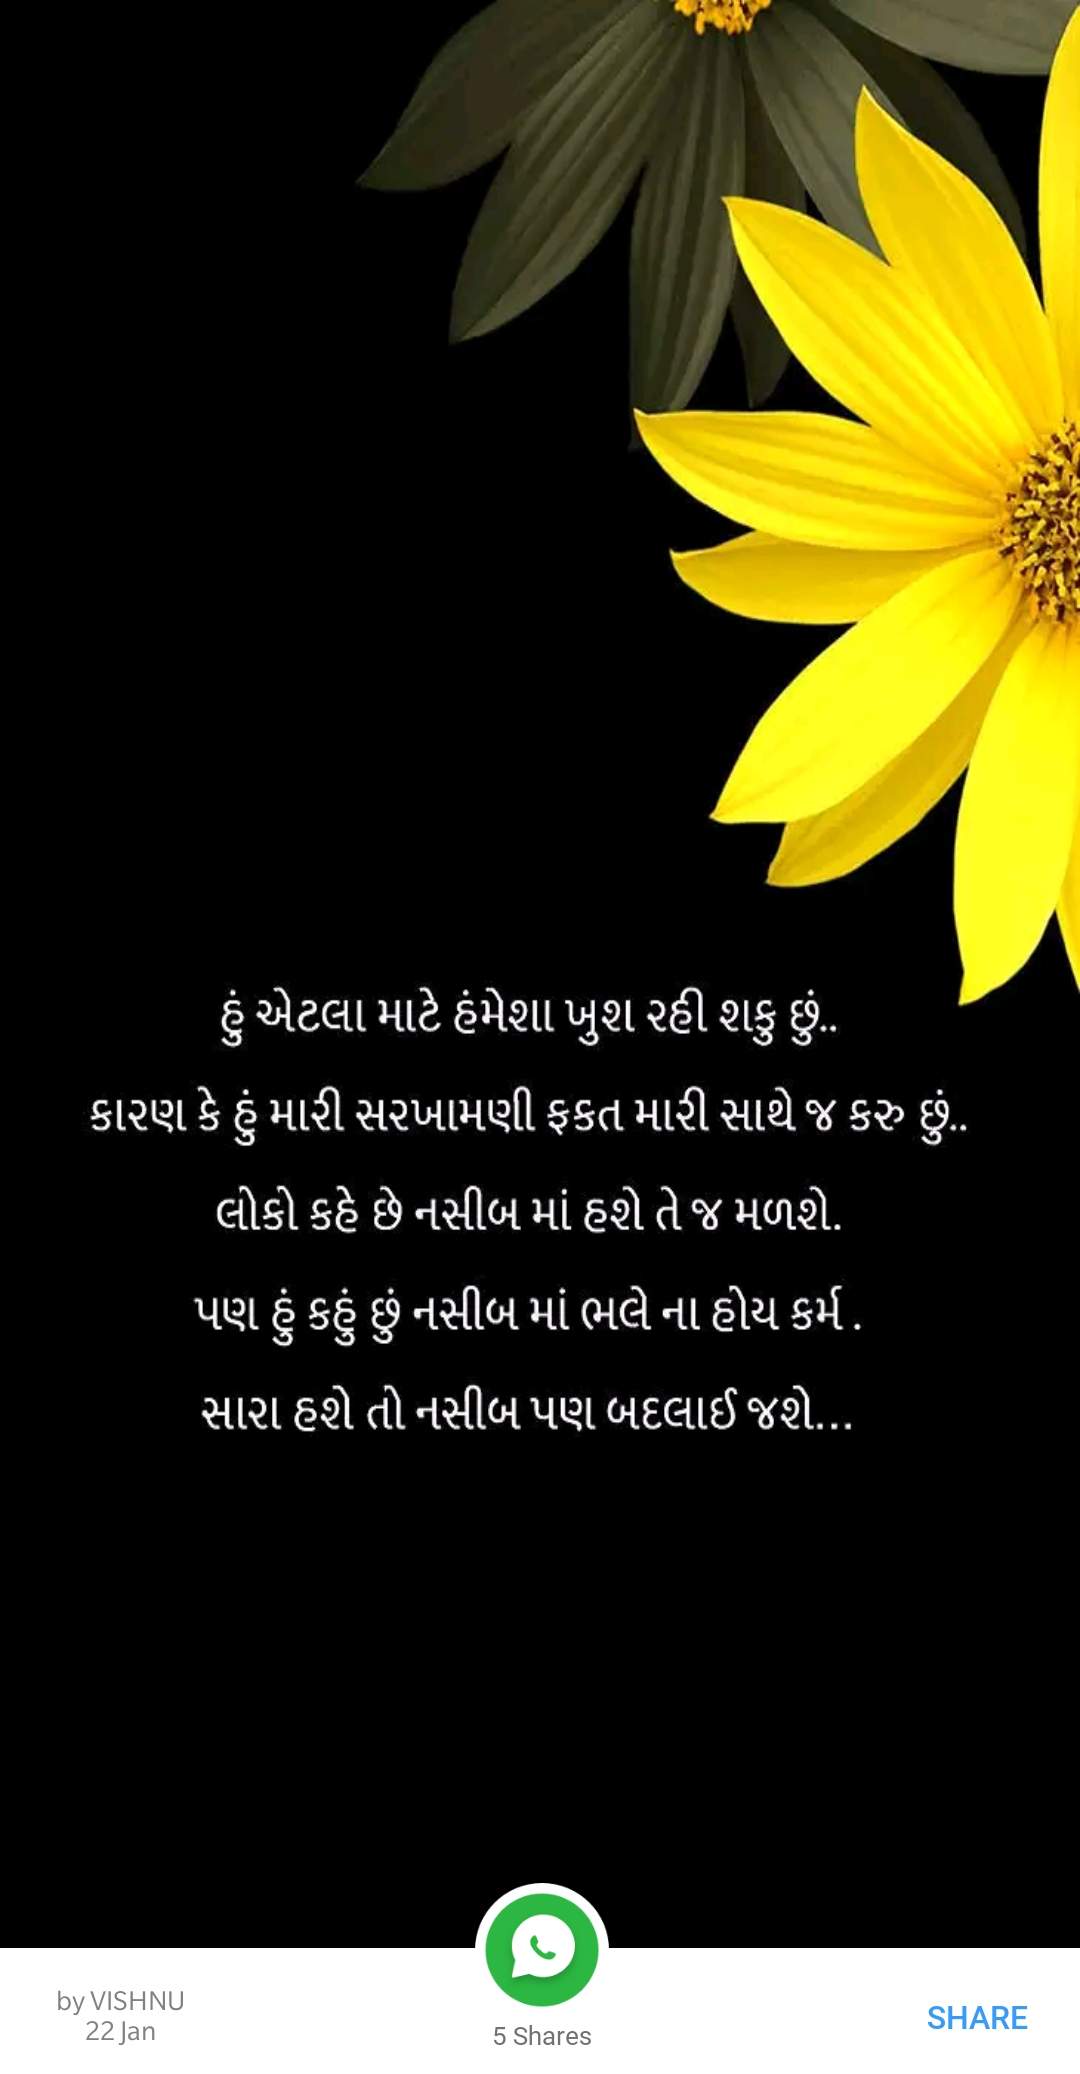 હું એટલા માટે હંમેશા ખુશ રહી શકુ છું..
કારણ કે હું મારી સરખામણી ફકત મારી સાથે જ કરુ છું..
લોકો કહે છે નસીબ માં હશે તે જ મળશે.
પણ હું કહું છું નસીબ માં ભલે ના હોય કર્મ .
સારા હશે તો નસીબ પણ બદલાઈ જશે...
by VISHNU
22 Jan
5 Shares
SHARE